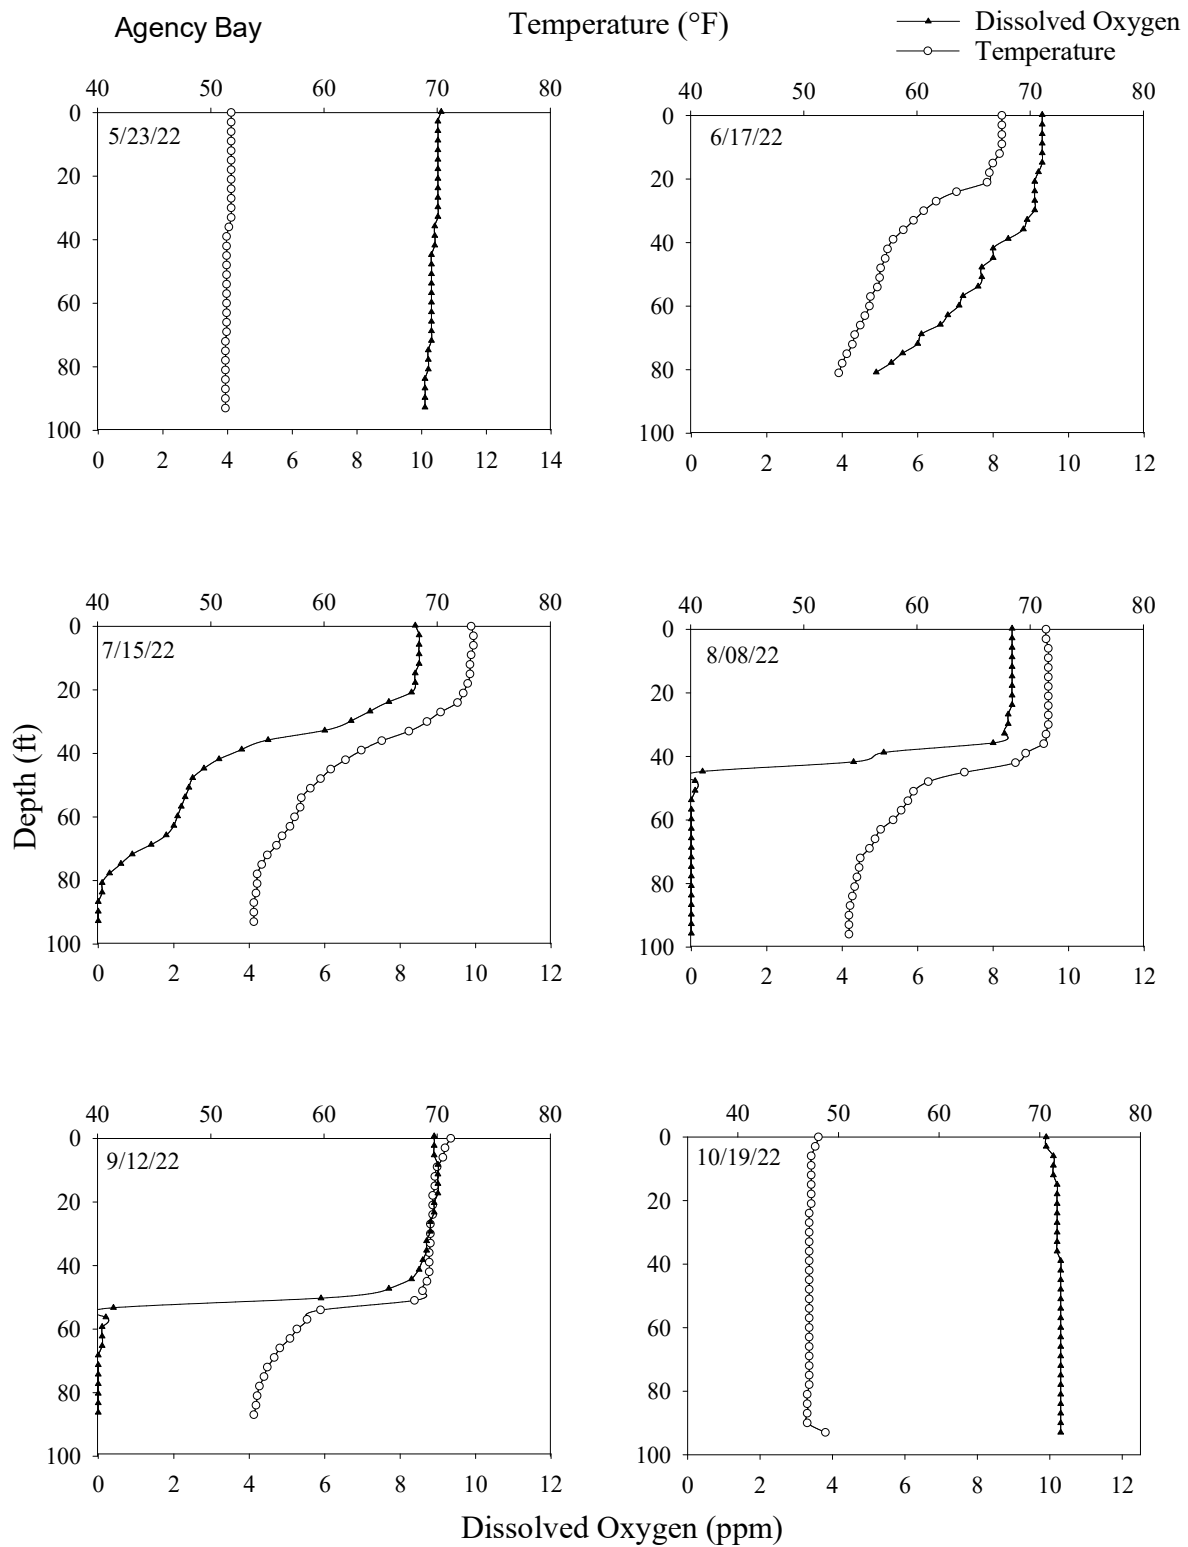 Agency Bay
Temperature (°F)
Dissolved Oxygen
Temperature
40 50 60 70 80
0
20
40
60
80
100
5/23/22
0 2 4 6 8 10 12 14
40 50 60 70 80
0
20
40
60
80
100
6/17/22
0 2 4 6 8 10 12
Depth (ft)
40 50 60 70 80
0
20
40
60
80
100
7/15/22
0 2 4 6 8 10 12
40 50 60 70 80
0
20
40
60
80
100
8/08/22
0 2 4 6 8 10 12
40 50 60 70 80
0
20
40
60
80
100
9/12/22
0 2 4 6 8 10 12
40 50 60 70 80
0
20
40
60
80
100
10/19/22
0 2 4 6 8 10 12
Dissolved Oxygen (ppm)